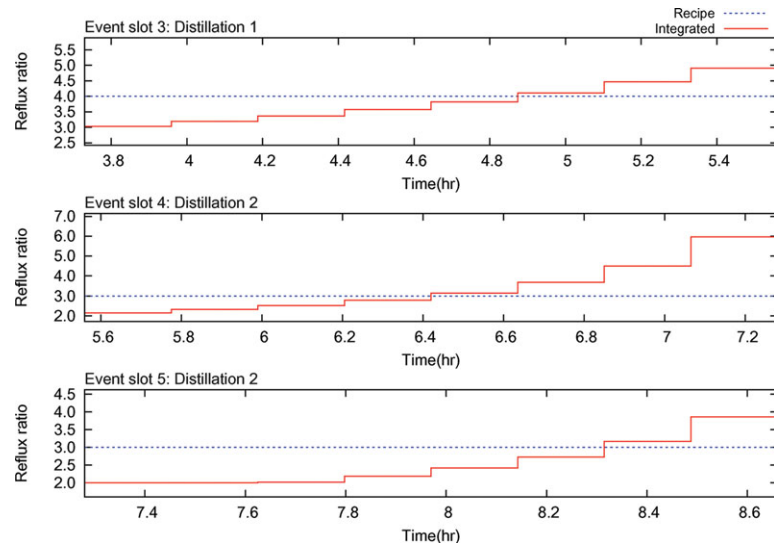 Recipe
Integrated
Event slot 3: Distillation 1
Reflux ratio
5.5
5.0
4.5
4.0
3.5
3.0
2.5
3.8 4 4.2 4.4 4.6 4.8 5 5.2 5.4
Time(hr)
Event slot 4: Distillation 2
Reflux ratio
7.0
6.0
5.0
4.0
3.0
2.0
5.6 5.8 6 6.2 6.4 6.6 6.8 7 7.2
Time(hr)
Event slot 5: Distillation 2
Reflux ratio
4.5
4.0
3.5
3.0
2.5
2.0
7.4 7.6 7.8 8 8.2 8.4 8.6
Time(hr)